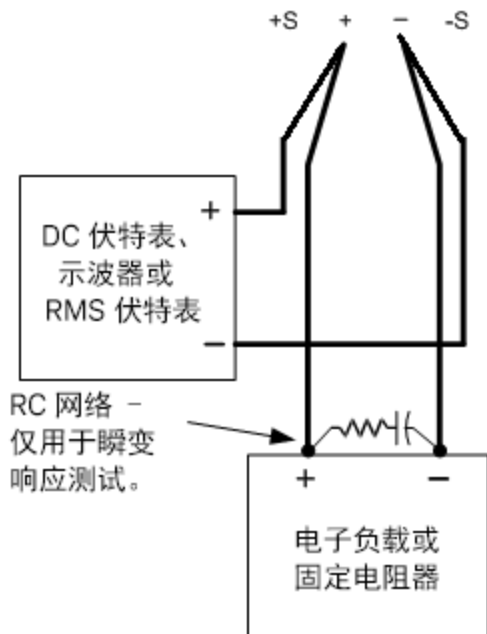 +S + − -S
+
DC 伏特表、
示波器或
RMS 伏特表
−
RC 网络 −
仅用于瞬变
响应测试。
+ −
电子负载或
固定电阻器